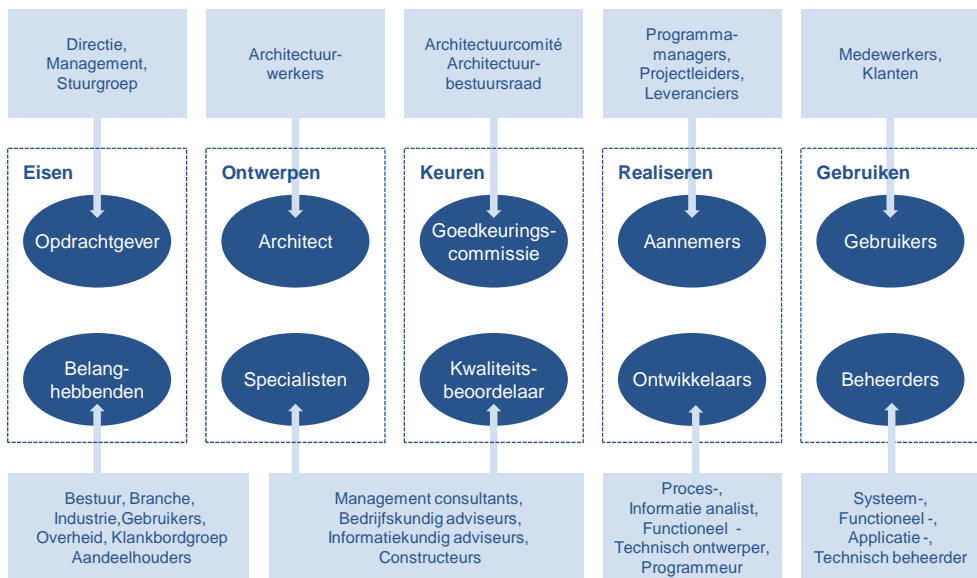 Directie,
Management,
Stuurgroep
Architectuur-
werkers
Architectuurcomité
Architectuur-
bestuursraad
Programma-
managers,
Projectleiders,
Leveranciers
Medewerkers,
Klanten
Eisen
Ontwerpen
Keuren
Realiseren
Gebruiken
Opdrachtgever
Architect
Goedkeurings-
commissie
Aannemers
Gebruikers
Belang-
hebbenden
Specialisten
Kwaliteits-
beoordelaar
Ontwikkelaars
Beheerders
Bestuur, Branche,
Industrie,Gebruikers,
Overheid, Klankbordgroep
Aandeelhouders
Management consultants,
Bedrijfskundig adviseurs,
Informatiekundig adviseurs,
Constructeurs
Proces-,
Informatie analist,
Functioneel -
Technisch ontwerper,
Programmeur
Systeem-,
Functioneel -,
Applicatie -,
Technisch beheerder